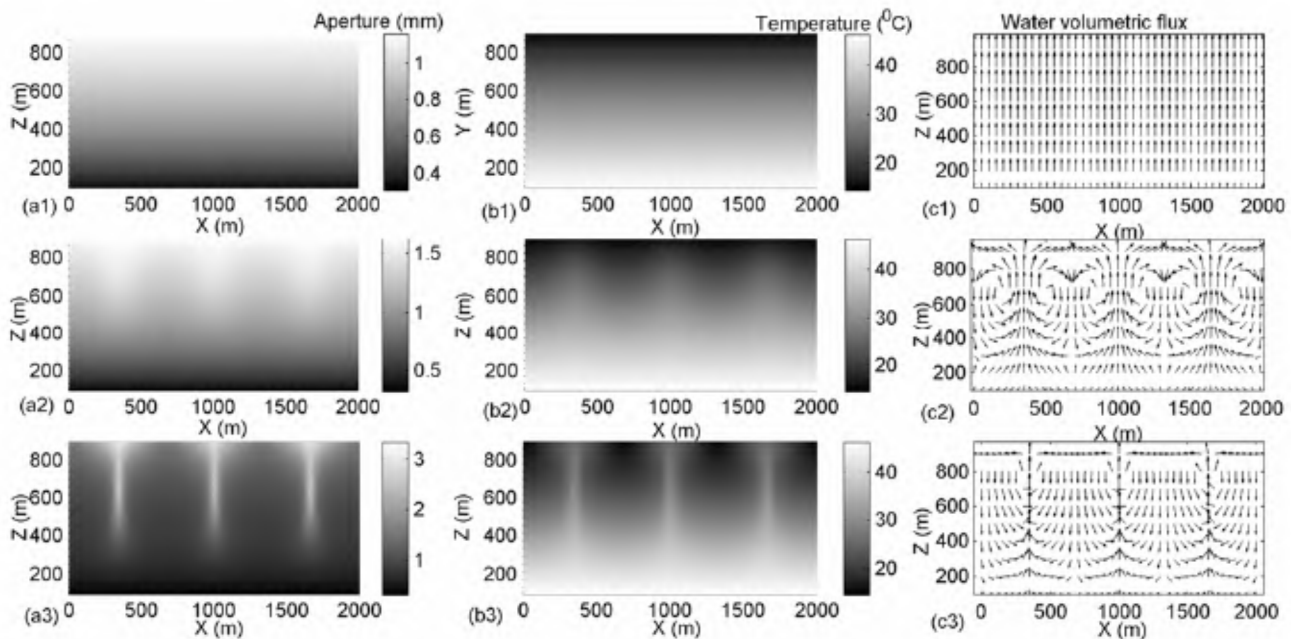 Aperture (mm) Temperature (⁰C) Water volumetric flux
800 1 800 40 800
600 0.8 600 600
Z (m) Y (m) 30 Z (m)
400 0.6 400 400
200 0.4 200 20 200
(a1) 0 500 1000 1500 2000 (b1) 0 500 1000 1500 2000 (c1) 0 500 1000 1500 2000
X (m) X (m) X (m)
800 1.5 800 40 800
600 600 600
Z (m) 1 Z (m) 30 Z (m)
400 400 400
200 0.5 200 20 200
(a2) 0 500 1000 1500 2000 (b2) 0 500 1000 1500 2000 (c2) 0 500 1000 1500 2000
X (m) X (m) X (m)
800 3 800 40 800
600 600 600
Z (m) 2 Z (m) 30 Z (m)
400 400 400
200 1 200 20 200
(a3) 0 500 1000 1500 2000 (b3) 0 500 1000 1500 2000 (c3) 0 500 1000 1500 2000
X (m) X (m) X (m)